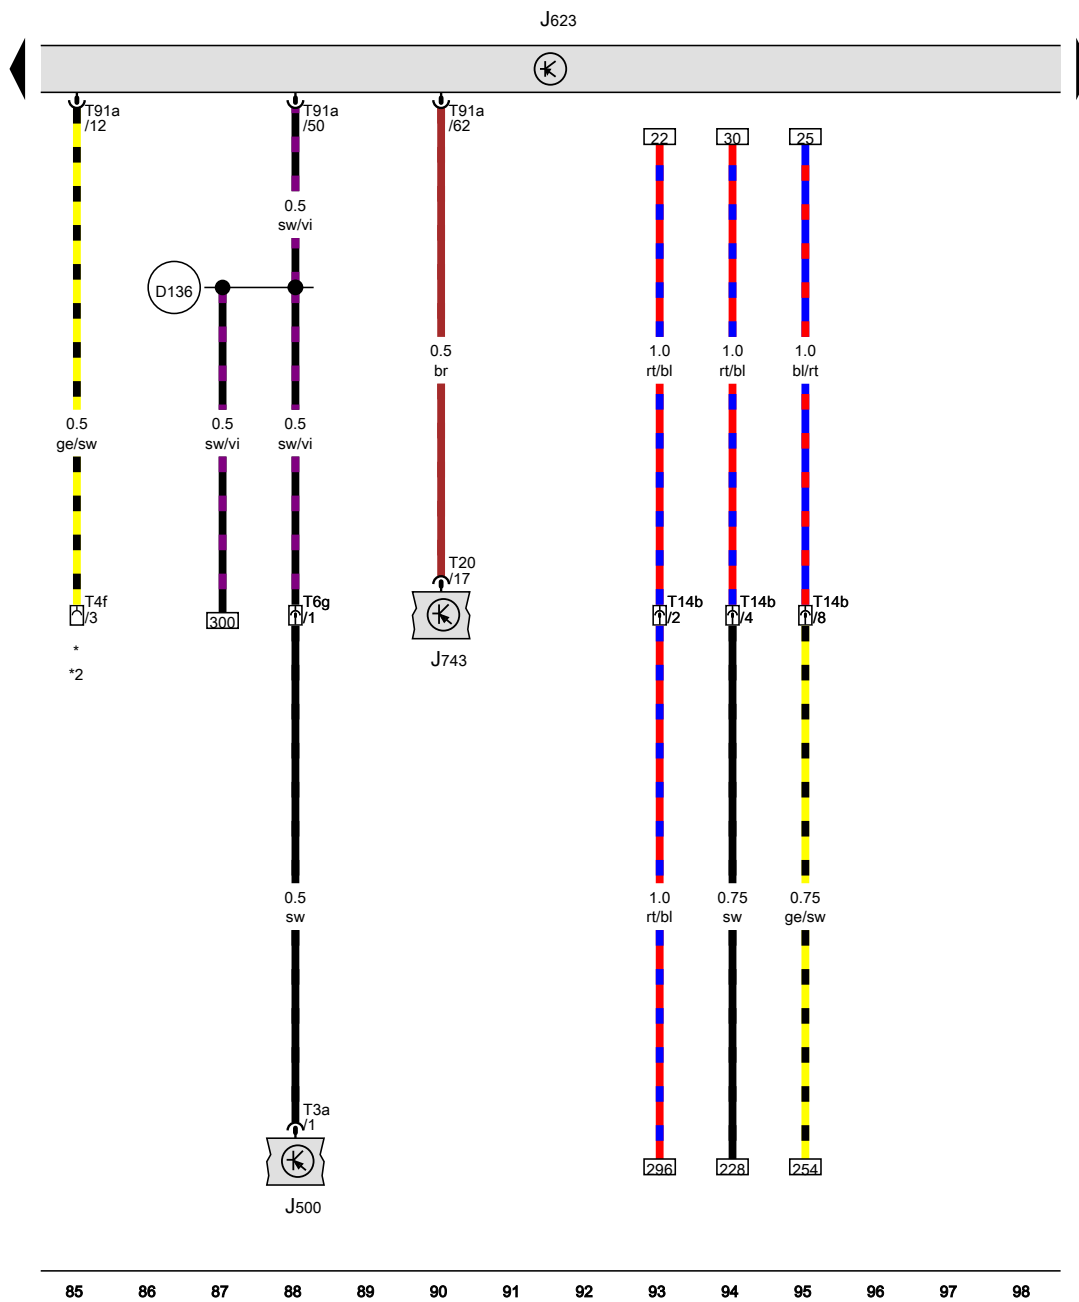 J623
T91a
/12
T91a
/50
T91a
/62
22
30
25
0.5
sw/vi
D136
0.5
br
1.0
rt/bl
1.0
rt/bl
1.0
bl/rt
0.5
ge/sw
0.5
sw/vi
0.5
sw/vi
T20
/17
T4f
/3
300
T6g
/1
T14b
/2
T14b
/4
T14b
/8
*
*2
J743
0.5
sw
1.0
rt/bl
0.75
sw
0.75
ge/sw
T3a
/1
296
228
254
J500
85 86 87 88 89 90 91 92 93 94 95 96 97 98